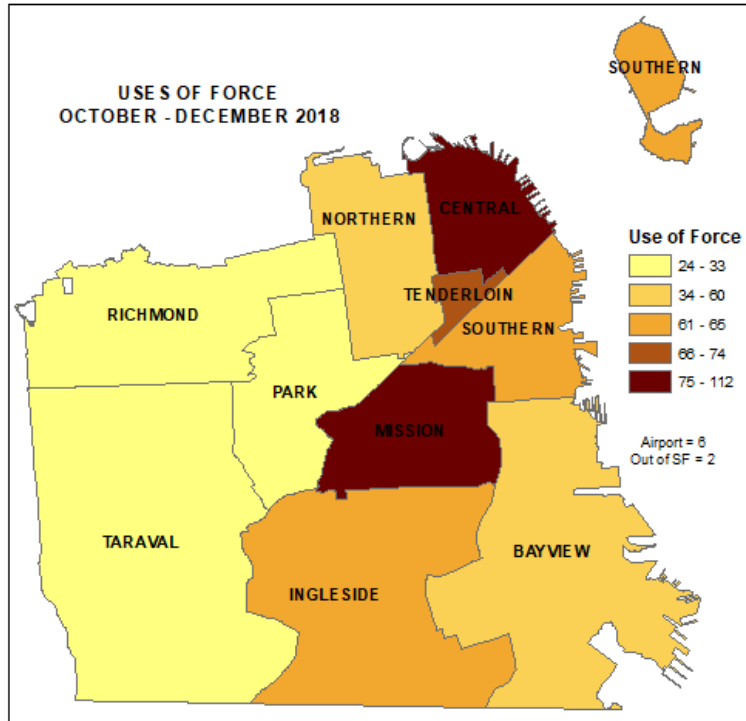 USES OF FORCE
OCTOBER - DECEMBER 2018
SOUTHERN
NORTHERN
CENTRAL
Use of Force
24 - 33
34 - 60
61 - 65
66 - 74
75 - 112
TENDERLOIN
RICHMOND
SOUTHERN
PARK
MISSION
Airport = 6
Out of SF = 2
TARAVAL
BAYVIEW
INGLESIDE